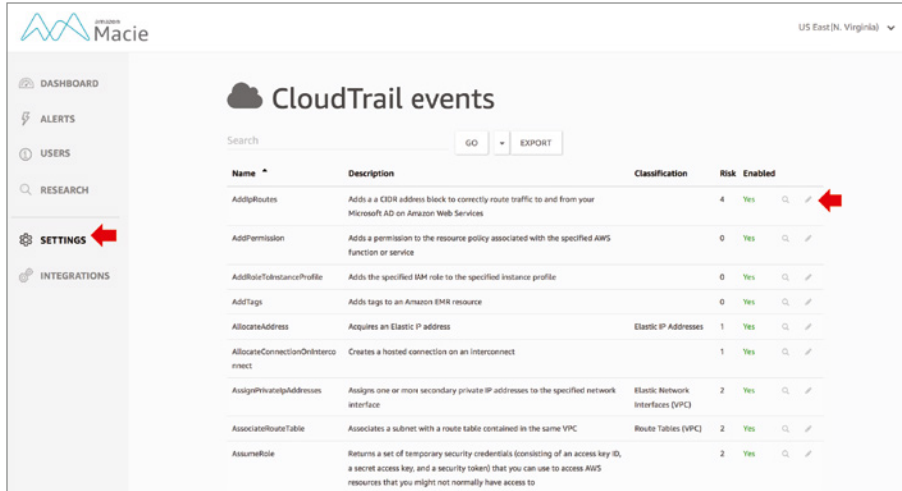 amazon
Macie
US East(N. Virginia)
DASHBOARD
ALERTS
USERS
RESEARCH
SETTINGS
INTEGRATIONS
CloudTrail events
Search
GO
EXPORT
Name Description Classification Risk Enabled
AddIpRoutes Adds a a CIDR address block to correctly route traffic to and from your 4 Yes
Microsoft AD on Amazon Web Services
AddPermission Adds a permission to the resource policy associated with the specified AWS 0 Yes
function or service
AddRoleToInstanceProfile Adds the specified IAM role to the specified instance profile 0 Yes
AddTags Adds tags to an Amazon EMR resource 0 Yes
AllocateAddress Acquires an Elastic IP address Elastic IP Addresses 1 Yes
AllocateConnectionOnInterco Creates a hosted connection on an interconnect 1 Yes
nnect
AssignPrivateIpAddresses Assigns one or more secondary private IP addresses to the specified network Elastic Network 2 Yes
interface Interfaces (VPC)
AssociateRouteTable Associates a subnet with a route table contained in the same VPC Route Tables (VPC) 2 Yes
AssumeRole Returns a set of temporary security credentials (consisting of an access key ID, 2 Yes
a secret access key, and a security token) that you can use to access AWS
resources that you might not normally have access to